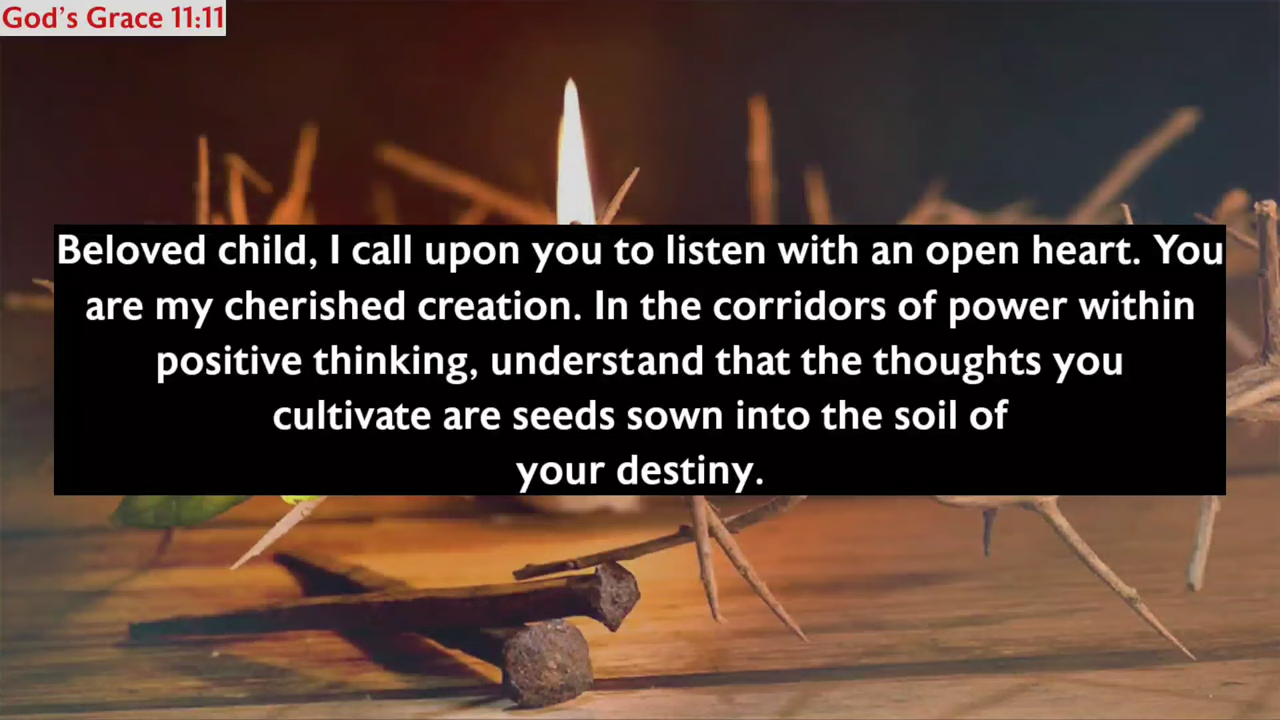 God's Grace 11:11
Beloved child, I call upon you to listen with an open heart. You
are my cherished creation. In the corridors of power within
positive thinking, understand that the thoughts you
cultivate are seeds sown into the soil of
your destiny.